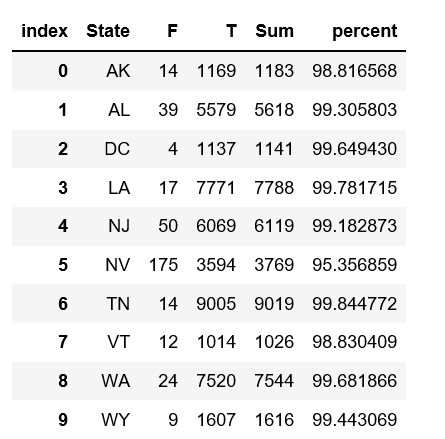 index State F T Sum percent
0 AK 14 1169 1183 98.816568
1 AL 39 5579 5618 99.305803
2 DC 4 1137 1141 99.649430
3 LA 17 7771 7788 99.781715
4 NJ 50 6069 6119 99.182873
5 NV 175 3594 3769 95.356859
6 TN 14 9005 9019 99.844772
7 VT 12 1014 1026 98.830409
8 WA 24 7520 7544 99.681866
9 WY 9 1607 1616 99.443069